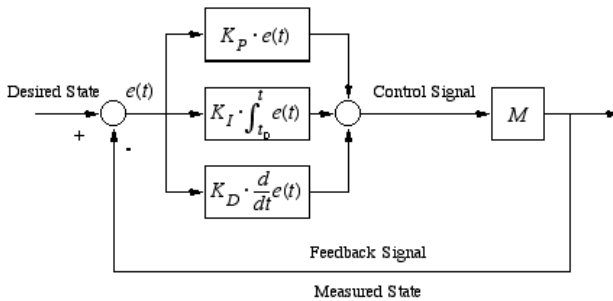 K_P · e(t)
Desired State
e(t)
+
-
K_I · ∫_{t_0}^{t} e(t)
Control Signal
M
K_D · d/dt e(t)
Feedback Signal
Measured State